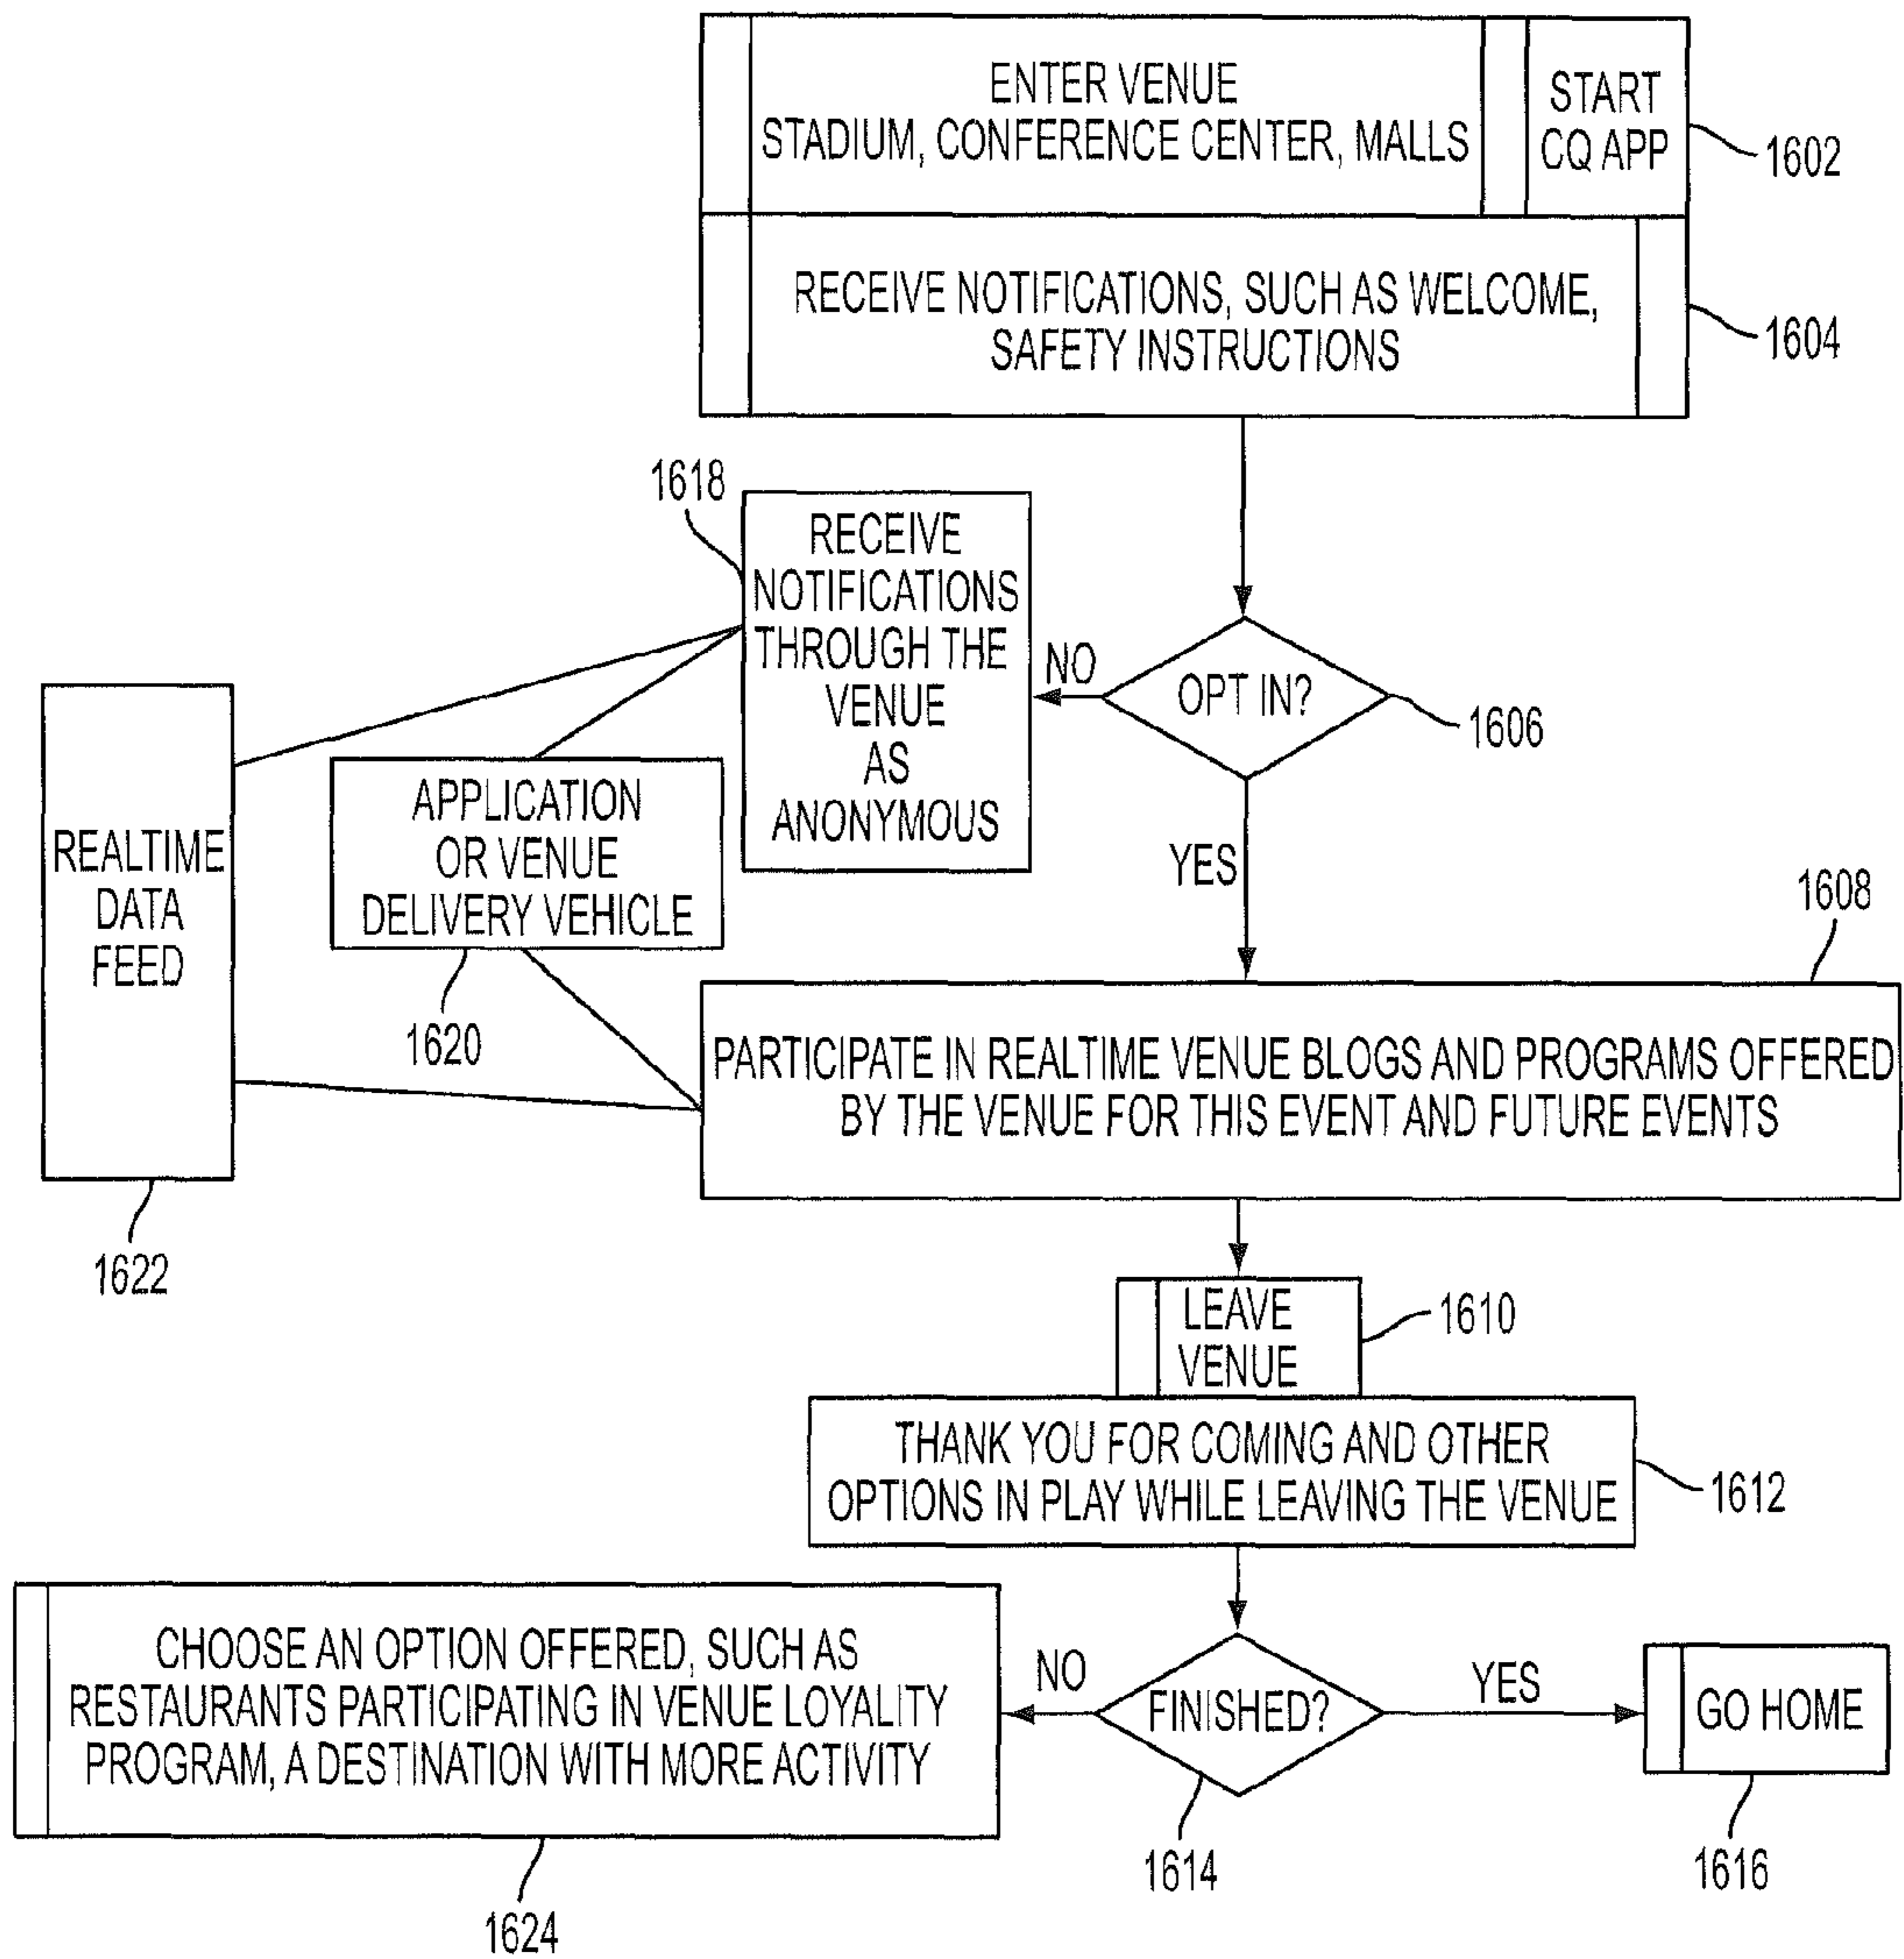 ENTER VENUE
STADIUM, CONFERENCE CENTER, MALLS
START
CQ APP
1602
RECEIVE NOTIFICATIONS, SUCH AS WELCOME,
SAFETY INSTRUCTIONS
1604
1618
RECEIVE
NOTIFICATIONS
THROUGH THE
VENUE
AS
ANONYMOUS
NO
OPT IN?
1606
YES
REALTIME
DATA
FEED
1622
APPLICATION
OR VENUE
DELIVERY VEHICLE
1620
1608
PARTICIPATE IN REALTIME VENUE BLOGS AND PROGRAMS OFFERED
BY THE VENUE FOR THIS EVENT AND FUTURE EVENTS
LEAVE
VENUE
1610
THANK YOU FOR COMING AND OTHER
OPTIONS IN PLAY WHILE LEAVING THE VENUE
1612
CHOOSE AN OPTION OFFERED, SUCH AS
RESTAURANTS PARTICIPATING IN VENUE LOYALITY
PROGRAM, A DESTINATION WITH MORE ACTIVITY
1624
NO
FINISHED?
1614
YES
GO HOME
1616